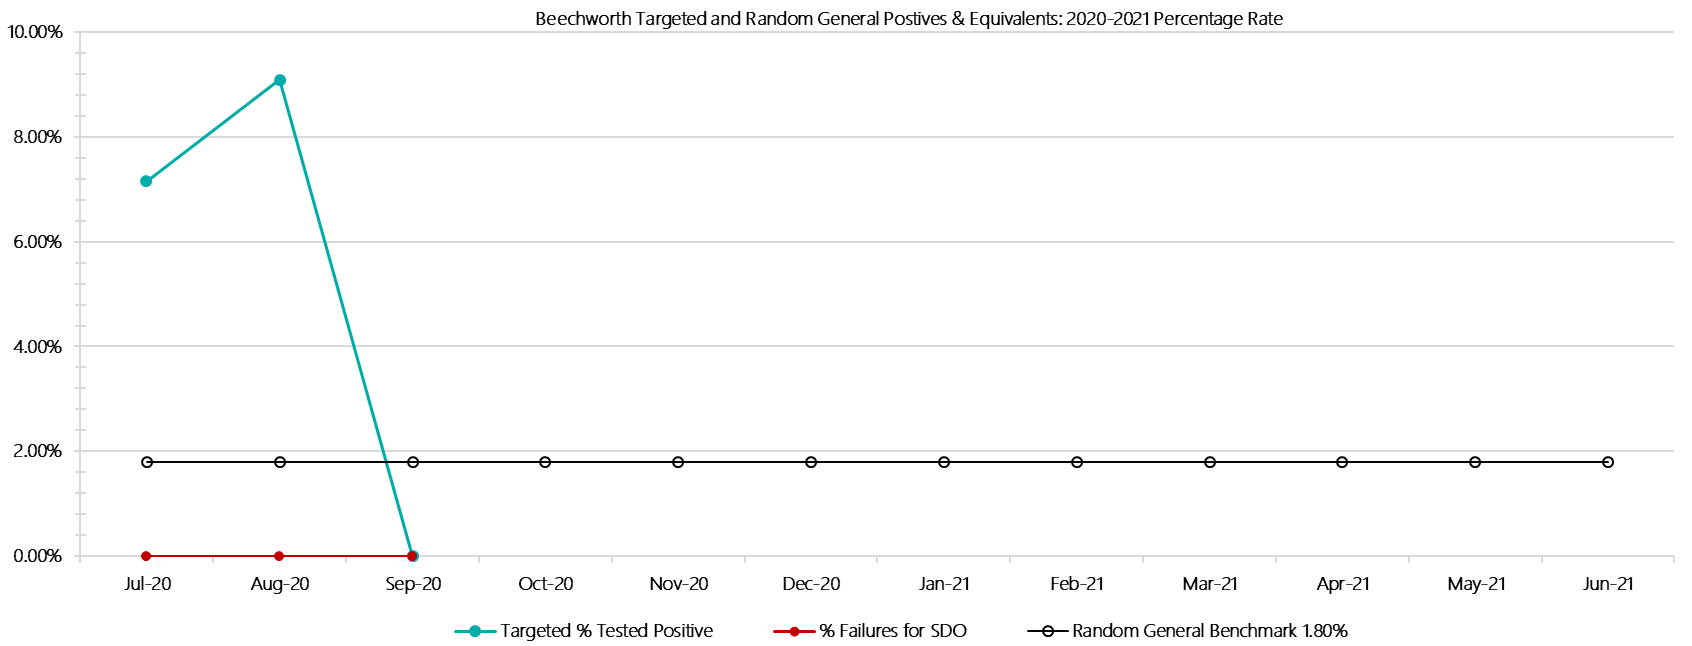 Beechworth Targeted and Random General Postives & Equivalents: 2020-2021 Percentage Rate
10.00%
8.00%
6.00%
4.00%
2.00%
0.00%
Jul-20 Aug-20 Sep-20 Oct-20 Nov-20 Dec-20 Jan-21 Feb-21 Mar-21 Apr-21 May-21 Jun-21
Targeted % Tested Positive % Failures for SDO Random General Benchmark 1.80%